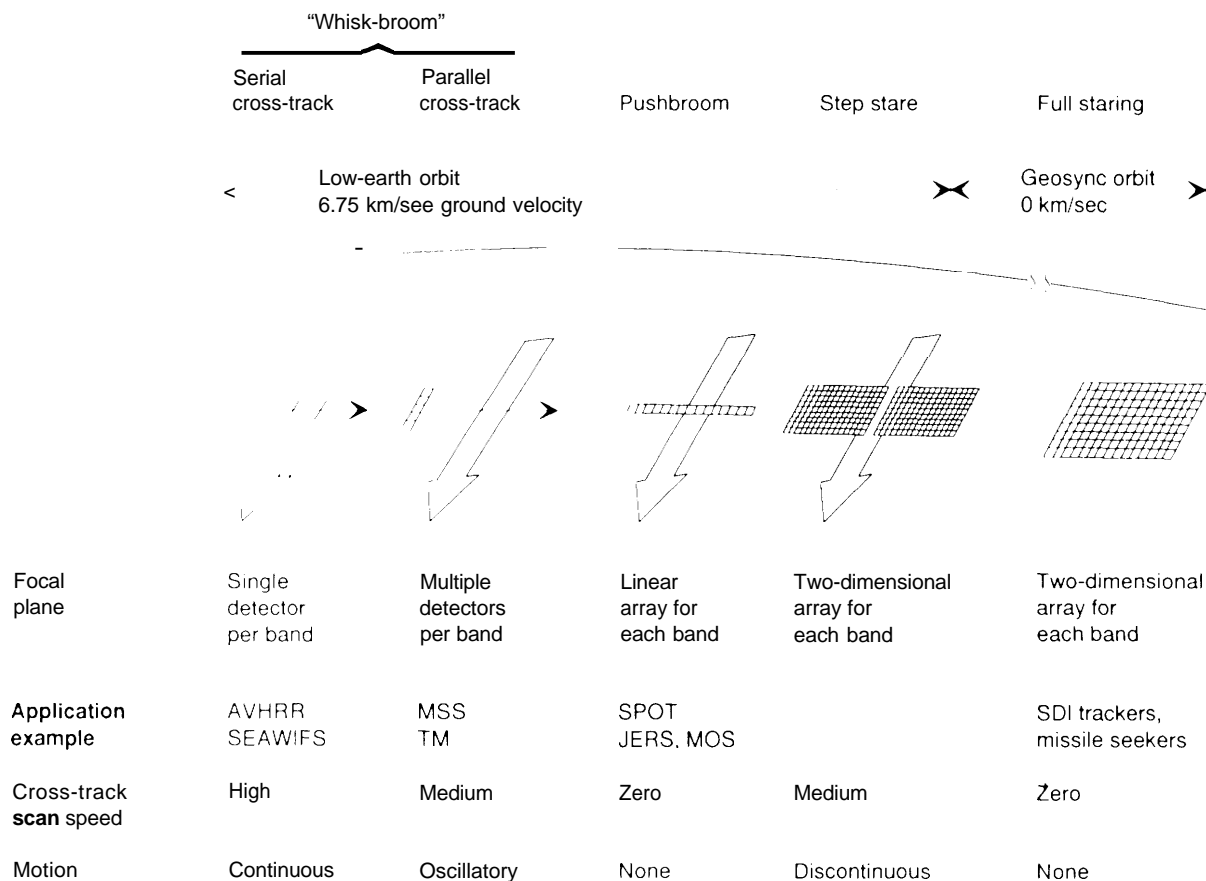 “Whisk-broom”
Serial
cross-track
Parallel
cross-track
Pushbroom
Step stare
Full staring
<
Low-earth orbit
6.75 km/see ground velocity
Geosync orbit
0 km/sec
Focal
plane
Single
detector
per band
Multiple
detectors
per band
Linear
array for
each band
Two-dimensional
array for
each band
Two-dimensional
array for
each band
Application
example
AVHRR
SEAWIFS
MSS
TM
SPOT
JERS, MOS
SDI trackers,
missile seekers
Cross-track
scan speed
High
Medium
Zero
Medium
Zero
Motion
Continuous
Oscillatory
None
Discontinuous
None